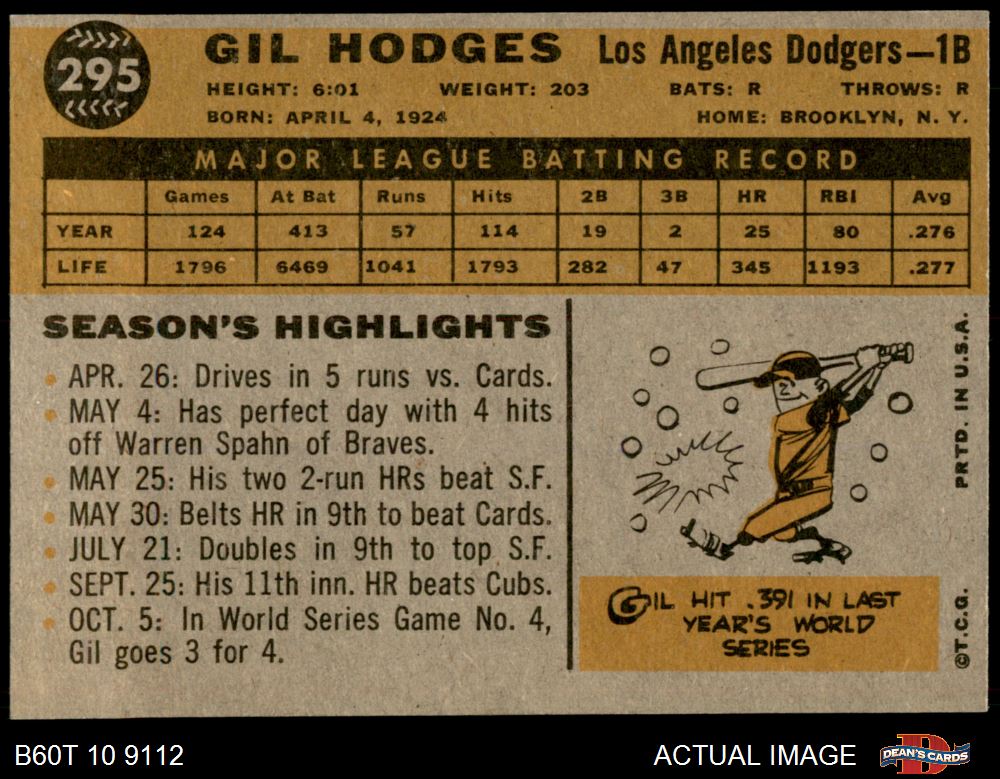 295
GIL HODGES Los Angeles Dodgers—1B
HEIGHT: 6:01 WEIGHT: 203 BATS: R THROWS: R
BORN: APRIL 4, 1924 HOME: BROOKLYN, N. Y.
MAJOR LEAGUE BATTING RECORD
Games At Bat Runs Hits 2B 3B HR RBI Avg
YEAR 124 413 57 114 19 2 25 80 .276
LIFE 1796 6469 1041 1793 282 47 345 1193 .277
SEASON'S HIGHLIGHTS
• APR. 26: Drives in 5 runs vs. Cards.
• MAY 4: Has perfect day with 4 hits
off Warren Spahn of Braves.
• MAY 25: His two 2-run HRs beat S.F.
• MAY 30: Belts HR in 9th to beat Cards.
• JULY 21: Doubles in 9th to top S.F.
• SEPT. 25: His 11th inn. HR beats Cubs.
• OCT. 5: In World Series Game No. 4,
Gil goes 3 for 4.
GIL HIT .391 IN LAST
YEAR'S WORLD
SERIES
PRTD. IN U.S.A.
©T.C.G.
B60T 10 9112
ACTUAL IMAGE
D
DEAN'S CARDS